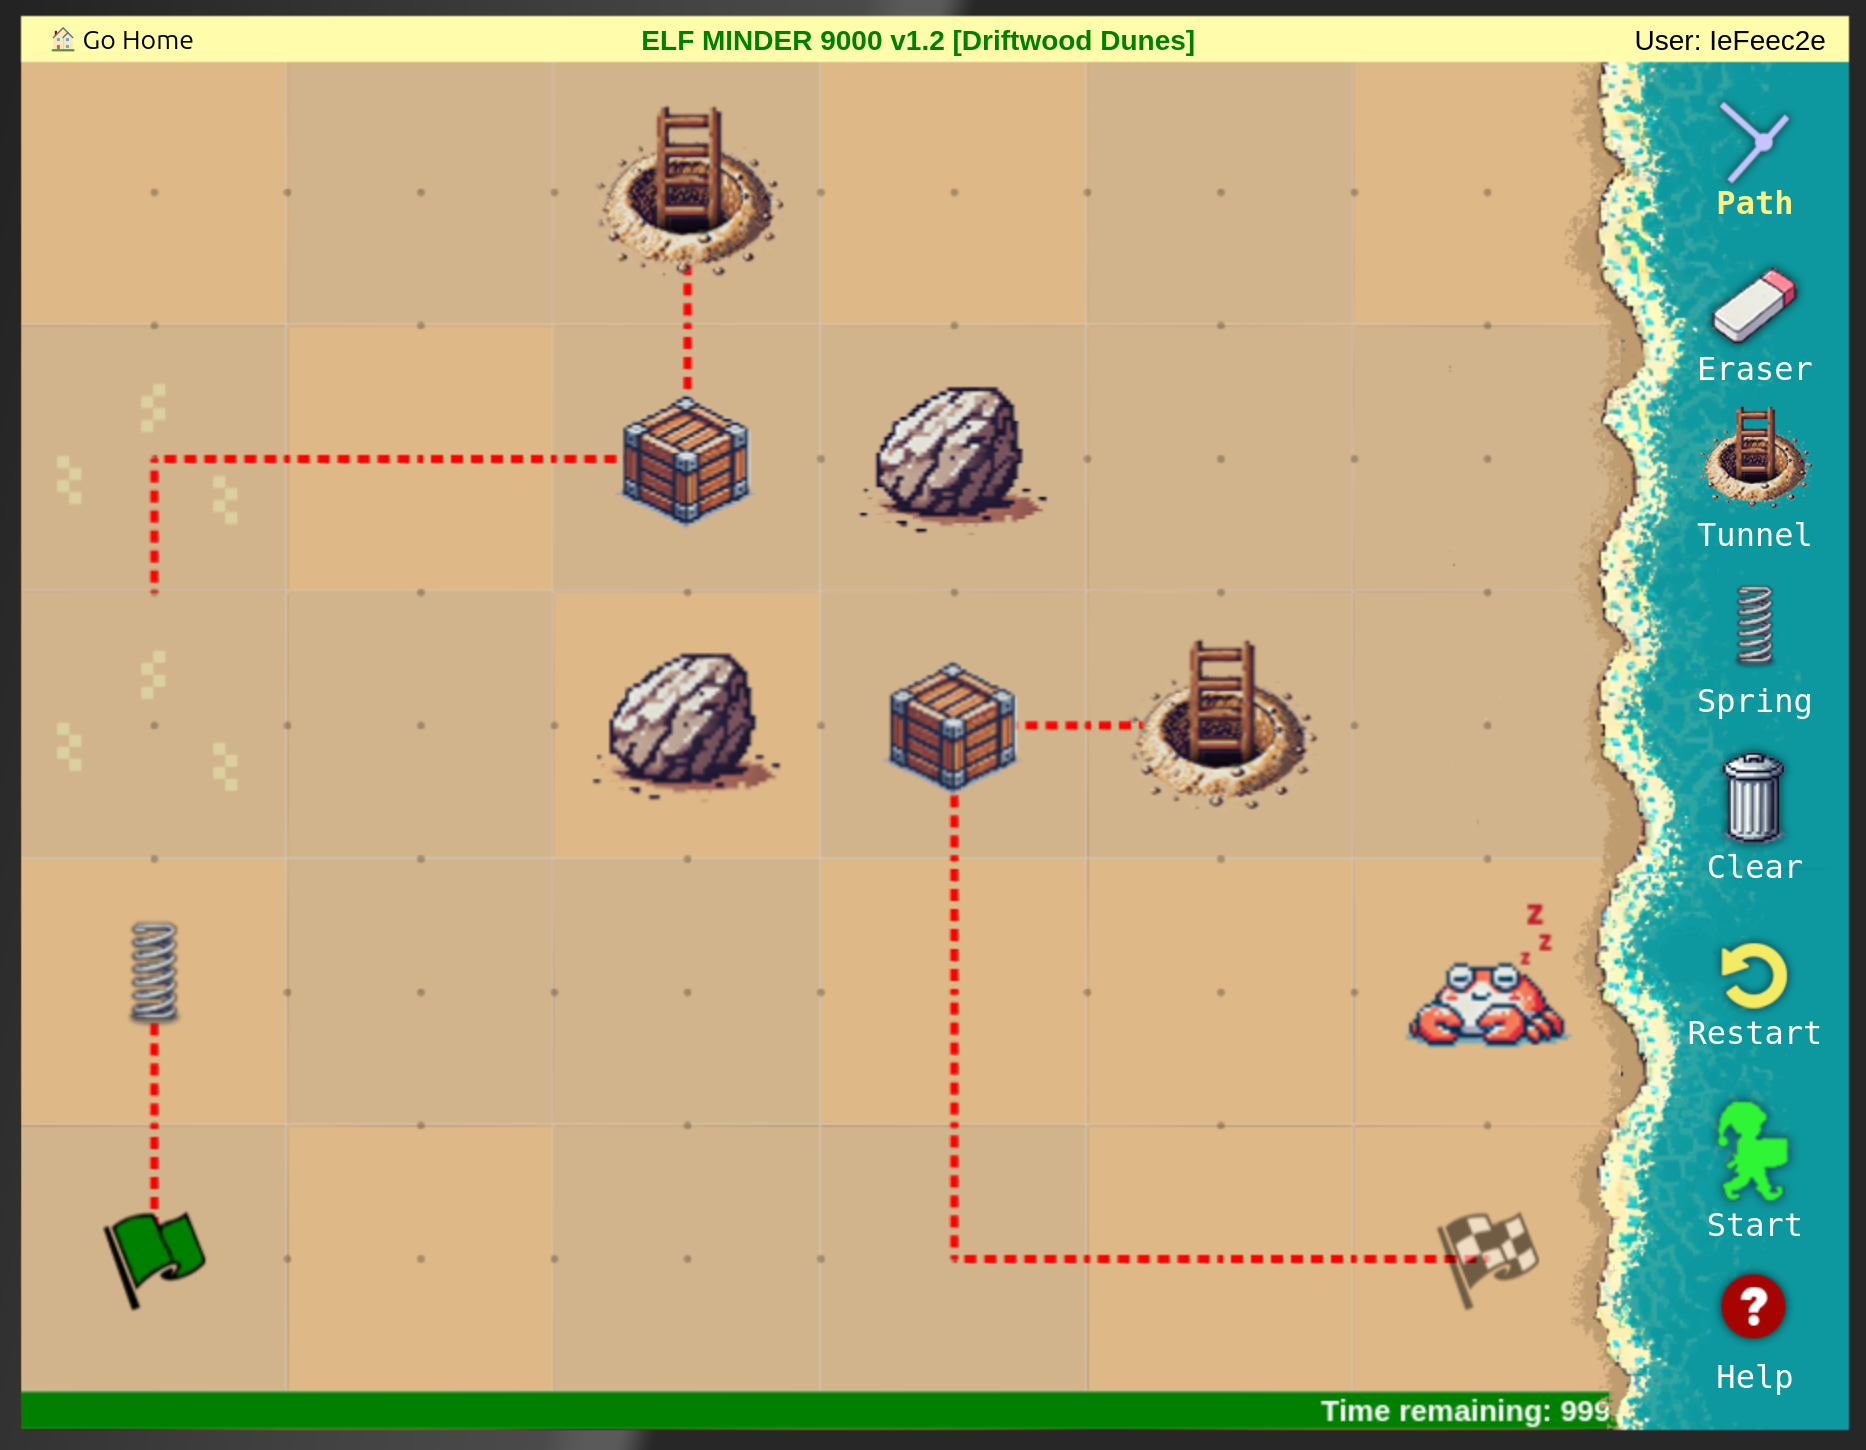 Go Home
ELF MINDER 9000 v1.2 [Driftwood Dunes]
User: IeFeec2e
Path
Eraser
Tunnel
Spring
Clear
z
z
z
Restart
Start
?
Help
Time remaining: 999